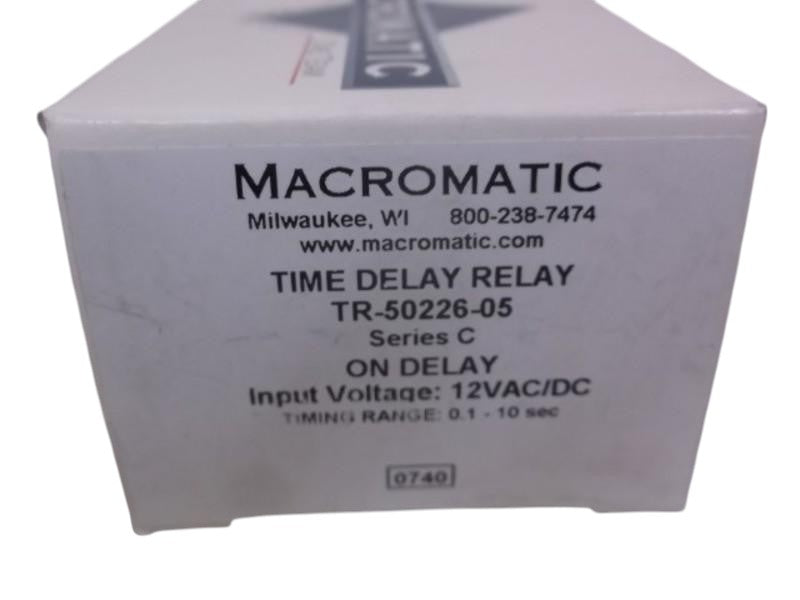 MACROMATIC
MACROMATIC
Milwaukee, WI 800-238-7474
www.macromatic.com
TIME DELAY RELAY
TR-50226-05
Series C
ON DELAY
Input Voltage: 12VAC/DC
TIMING RANGE: 0.1 - 10 sec
0740